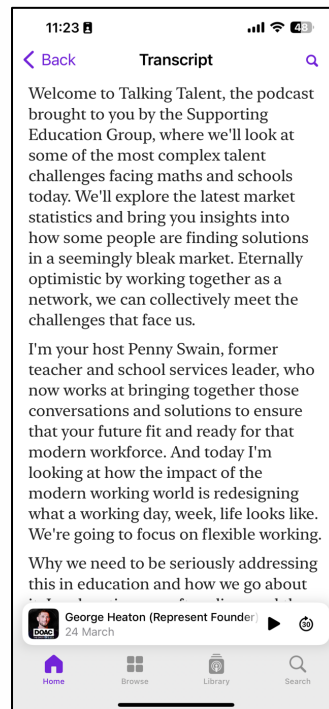 11:23
48
Back
Transcript
Welcome to Talking Talent, the podcast
brought to you by the Supporting
Education Group, where we'll look at
some of the most complex talent
challenges facing maths and schools
today. We'll explore the latest market
statistics and bring you insights into
how some people are finding solutions
in a seemingly bleak market. Eternally
optimistic by working together as a
network, we can collectively meet the
challenges that face us.
I'm your host Penny Swain, former
teacher and school services leader, who
now works at bringing together those
conversations and solutions to ensure
that your future fit and ready for that
modern workforce. And today I'm
looking at how the impact of the
modern working world is redesigning
what a working day, week, life looks like.
We're going to focus on flexible working.
Why we need to be seriously addressing
this in education and how we go about
DOAC
George Heaton (Represent Founder)
24 March
30
Home
Browse
Library
Search